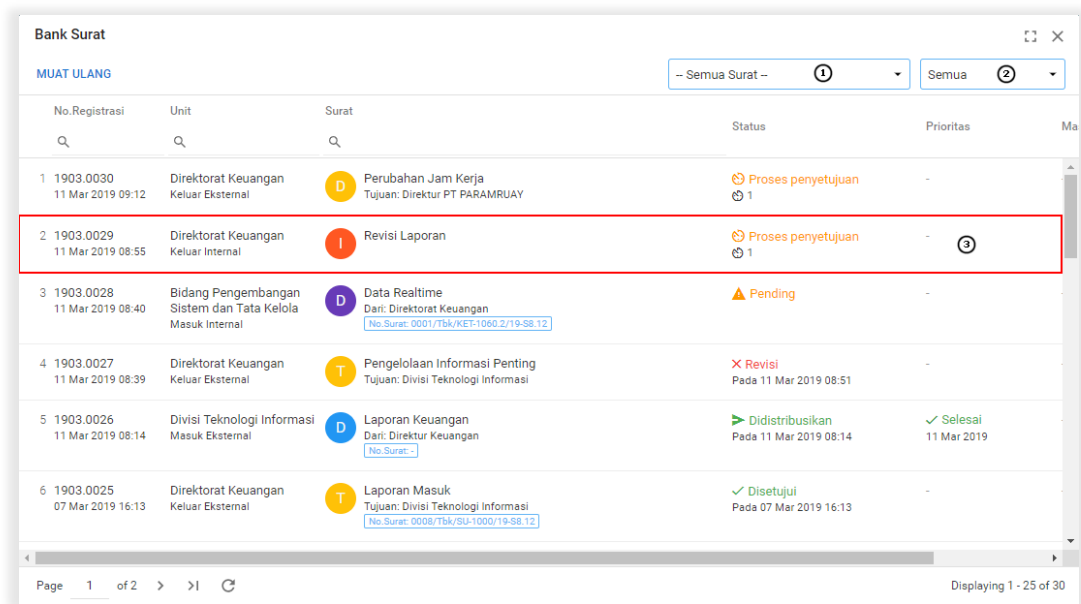 Bank Surat
MUAT ULANG
-- Semua Surat --
1
Semua
2
No.Registrasi
Unit
Surat
Status
Prioritas
Ma
1
1903.0030
11 Mar 2019 09:12
Direktorat Keuangan
Keluar Eksternal
D
Perubahan Jam Kerja
Tujuan: Direktur PT PARAMRUAY
Proses penyetujuan
1
-
2
1903.0029
11 Mar 2019 08:55
Direktorat Keuangan
Keluar Internal
I
Revisi Laporan
Proses penyetujuan
1
-
3
3
1903.0028
11 Mar 2019 08:40
Bidang Pengembangan
Sistem dan Tata Kelola
Masuk Internal
D
Data Realtime
Dari: Direktorat Keuangan
No.Surat: 0001/Tbk/KET-1060.2/19-S8.12
Pending
-
4
1903.0027
11 Mar 2019 08:39
Direktorat Keuangan
Keluar Eksternal
T
Pengelolaan Informasi Penting
Tujuan: Divisi Teknologi Informasi
Revisi
Pada 11 Mar 2019 08:51
-
5
1903.0026
11 Mar 2019 08:14
Divisi Teknologi Informasi
Masuk Eksternal
D
Laporan Keuangan
Dari: Direktur Keuangan
No.Surat: -
Didistribusikan
Pada 11 Mar 2019 08:14
Selesai
11 Mar 2019
6
1903.0025
07 Mar 2019 16:13
Direktorat Keuangan
Keluar Eksternal
T
Laporan Masuk
Tujuan: Divisi Teknologi Informasi
No.Surat: 0008/Tbk/SU-1000/19-S8.12
Disetujui
Pada 07 Mar 2019 16:13
-
Page 1 of 2
Displaying 1 - 25 of 30